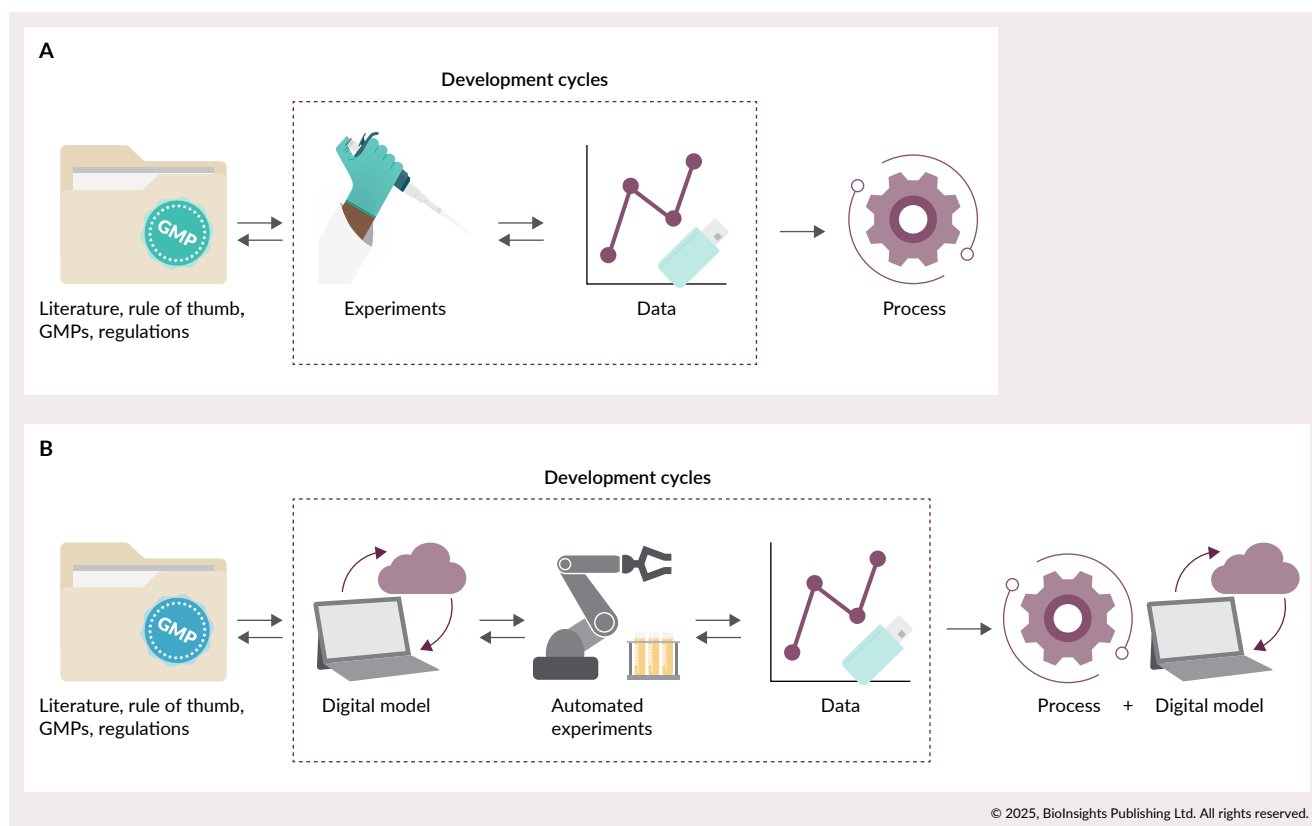 A
Development cycles
GMP
Literature, rule of thumb,
GMPs, regulations
Experiments
Data
Process
B
Development cycles
GMP
Literature, rule of thumb,
GMPs, regulations
Digital model
Automated
experiments
Data
Process + Digital model
© 2025, BioInsights Publishing Ltd. All rights reserved.